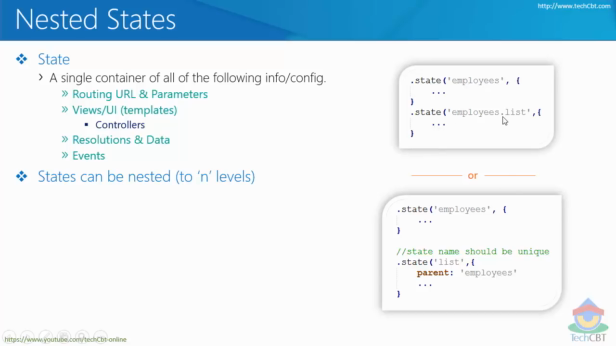 http://www.techCbt.com
Nested States
State
A single container of all of the following info/config.
Routing URL & Parameters
Views/UI (templates)
Controllers
Resolutions & Data
Events
States can be nested (to 'n' levels)
.state('employees', {
...
}
.state('employees.list',{
...
}
or
.state('employees', {
...
}
//state name should be unique
.state('list',{
parent: 'employees'
...
}
TechCBT
https://www.youtube.com/techCbt-online